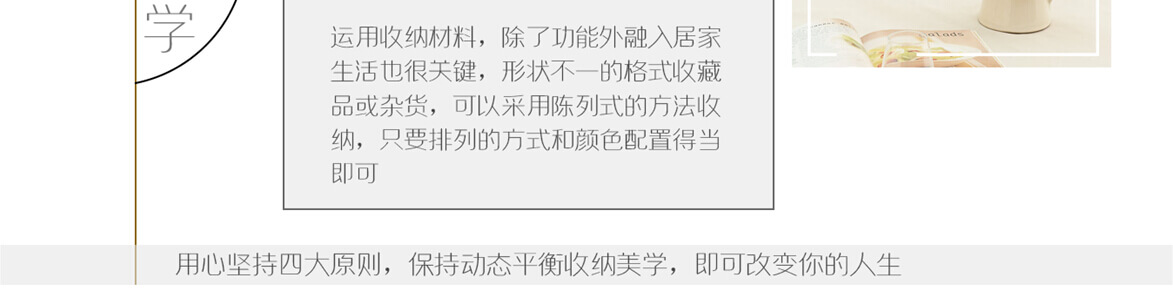 学
运用收纳材料，除了功能外融入居家
生活也很关键，形状不一的格式收藏
品或杂货，可以采用陈列式的方法收
纳，只要排列的方式和颜色配置得当
即可
Salads
用心坚持四大原则，保持动态平衡收纳美学，即可改变你的人生